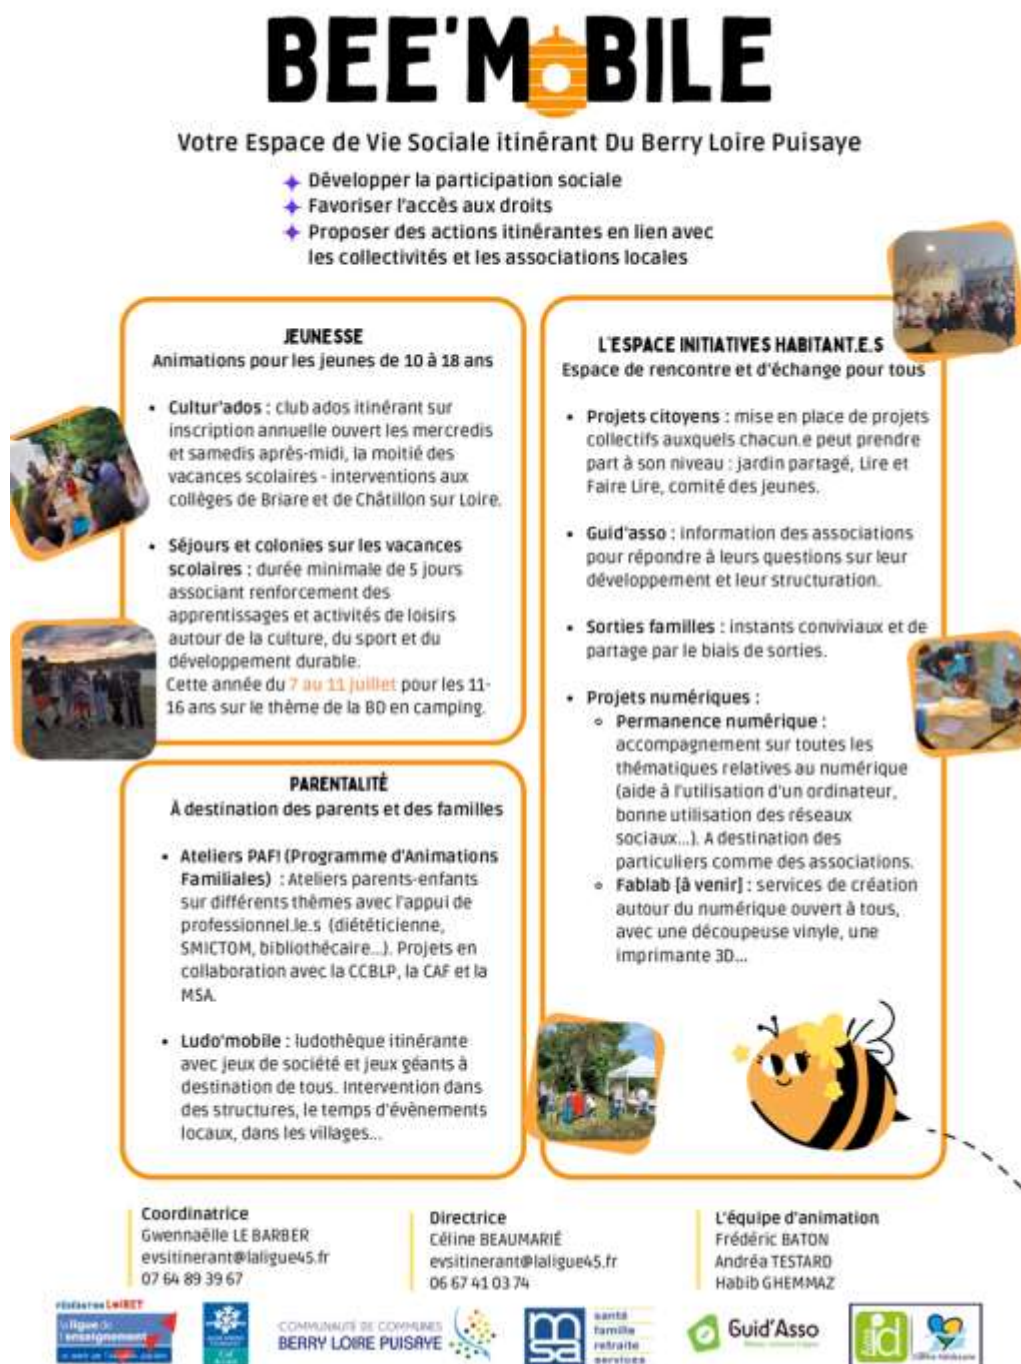 BEE'MOBILE
Votre Espace de Vie Sociale itinérant Du Berry Loire Puisaye
Développer la participation sociale
Favoriser l'accès aux droits
Proposer des actions itinérantes en lien avec
les collectivités et les associations locales
JEUNESSE
Animations pour les jeunes de 10 à 18 ans
• Cultur'ados : club ados itinérant sur
inscription annuelle ouvert les mercredis
et samedis après-midi, la moitié des
vacances scolaires - interventions aux
collèges de Briare et de Châtillon sur Loire.
• Séjours et colonies sur les vacances
scolaires : durée minimale de 5 jours
associant renforcement des
apprentissages et activités de loisirs
autour de la culture, du sport et du
développement durable.
Cette année du 7 au 11 juillet pour les 11-
16 ans sur le thème de la BD en camping.
PARENTALITÉ
À destination des parents et des familles
• Ateliers PAF! (Programme d'Animations
Familiales) : Ateliers parents-enfants
sur différents thèmes avec l'appui de
professionnel.le.s (diététicienne,
SMICTOM, bibliothécaire...). Projets en
collaboration avec la CCBLP, la CAF et la
MSA.
• Ludo'mobile : ludothèque itinérante
avec jeux de société et jeux géants à
destination de tous. Intervention dans
des structures, le temps d'évènements
locaux, dans les villages...
L'ESPACE INITIATIVES HABITANT.E.S
Espace de rencontre et d'échange pour tous
• Projets citoyens : mise en place de projets
collectifs auxquels chacun.e peut prendre
part à son niveau : jardin partagé, Lire et
Faire Lire, comité des jeunes.
• Guid'asso : information des associations
pour répondre à leurs questions sur leur
développement et leur structuration.
• Sorties familles : instants conviviaux et de
partage par le biais de sorties.
• Projets numériques :
Permanence numérique :
accompagnement sur toutes les
thématiques relatives au numérique
(aide à l'utilisation d'un ordinateur,
bonne utilisation des réseaux
sociaux...). A destination des
particuliers comme des associations.
Fablab [à venir] : services de création
autour du numérique ouvert à tous,
avec une découpeuse vinyle, une
imprimante 3D...
Coordinatrice
Gwennaëlle LE BARBER
evsitinerant@laligue45.fr
07 64 89 39 67
Directrice
Céline BEAUMARIÉ
evsitinerant@laligue45.fr
06 67 41 03 74
L'équipe d'animation
Frédéric BATON
Andréa TESTARD
Habib GHEMMAZ
LOIRET
la ligue de
l'enseignement
COMMUNAUTÉ DE COMMUNES
BERRY LOIRE PUISAYE
msa
santé
famille
retraite
services
Guid'Asso
id